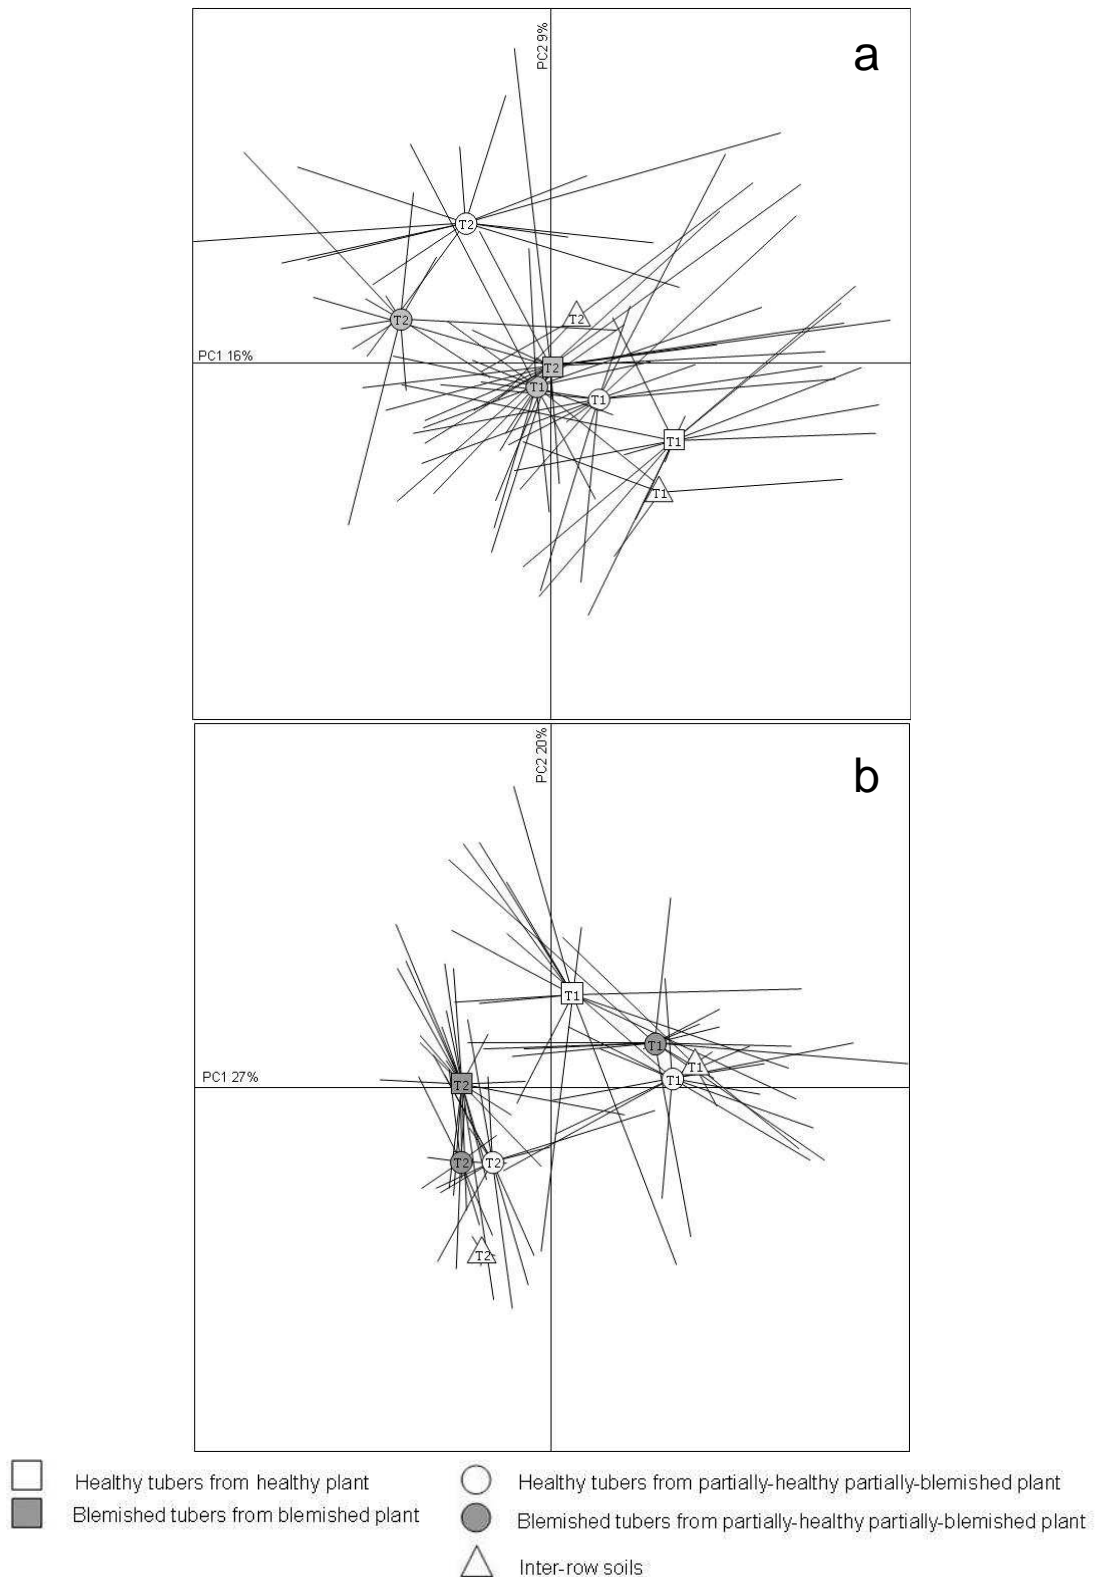 PC2 9%
a
T2
T2
T2
PC1 16%
T2
T1
T1
T1
T1
PC2 20%
b
T1
T1
T1
PC1 27%
T1
T2
T2
T2
T2
Healthy tubers from healthy plant
Healthy tubers from partially-healthy partially-blemished plant
Blemished tubers from blemished plant
Blemished tubers from partially-healthy partially-blemished plant
Inter-row soils